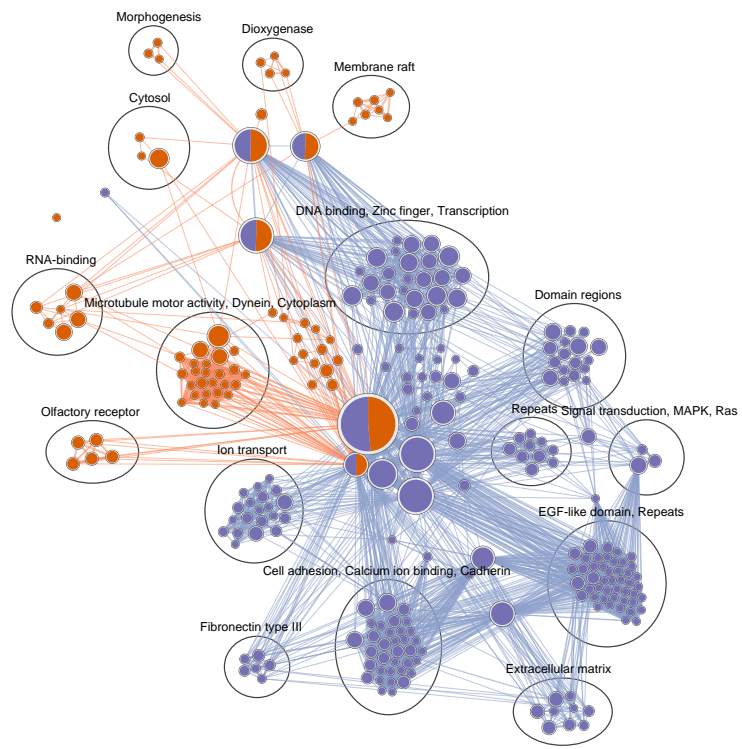 Morphogenesis
Dioxygenase
Membrane raft
Cytosol
DNA binding, Zinc finger, Transcription
RNA-binding
Microtubule motor activity, Dynein, Cytoplasm
Domain regions
Olfactory receptor
Repeats
Signal transduction, MAPK, Ras
Ion transport
EGF-like domain, Repeats
Cell adhesion, Calcium ion binding, Cadherin
Fibronectin type III
Extracellular matrix